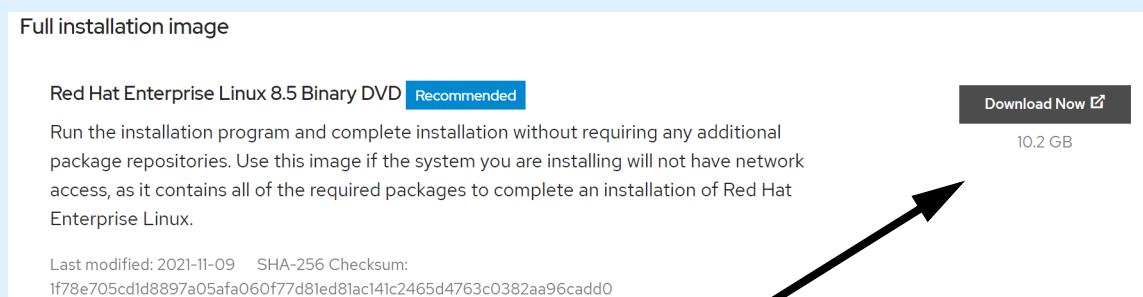 Full installation image
Red Hat Enterprise Linux 8.5 Binary DVD Recommended
Download Now
Run the installation program and complete installation without requiring any additional
10.2 GB
package repositories. Use this image if the system you are installing will not have network
access, as it contains all of the required packages to complete an installation of Red Hat
Enterprise Linux.
Last modified: 2021-11-09 SHA-256 Checksum:
1f78e705cd1d8897a05afa060f77d81ed81ac141c2465d4763c0382aa96cadd0